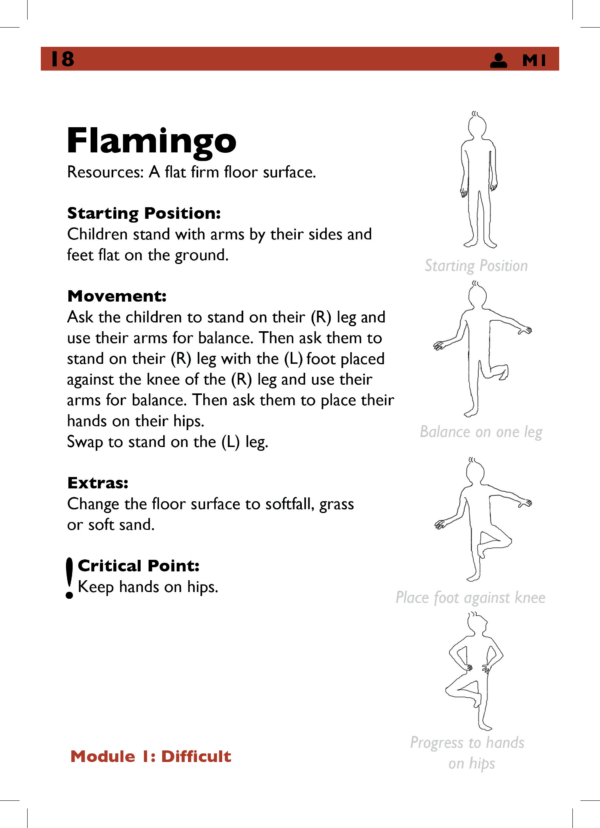 18
M1
Flamingo
Resources: A flat firm floor surface.
Starting Position:
Children stand with arms by their sides and
feet flat on the ground.
Movement:
Ask the children to stand on their (R) leg and
use their arms for balance. Then ask them to
stand on their (R) leg with the (L) foot placed
against the knee of the (R) leg and use their
arms for balance. Then ask them to place their
hands on their hips.
Swap to stand on the (L) leg.
Extras:
Change the floor surface to softfall, grass
or soft sand.
! Critical Point:
Keep hands on hips.
Module 1: Difficult
Starting Position
Balance on one leg
Place foot against knee
Progress to hands
on hips